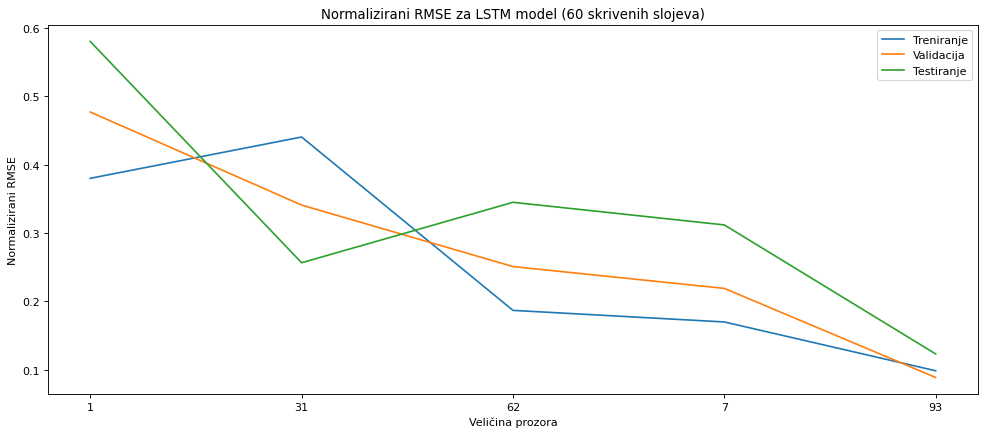 Normalizirani RMSE za LSTM model (60 skrivenih slojeva)
Treniranje
Validacija
Testiranje
Normalizirani RMSE
0.6
0.5
0.4
0.3
0.2
0.1
1 31 62 7 93
Veličina prozora